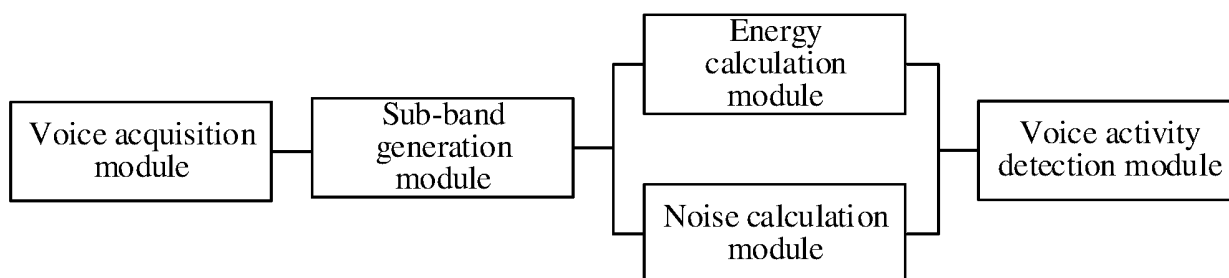 Voice acquisition
module
Sub-band
generation
module
Energy
calculation
module
Noise calculation
module
Voice activity
detection module